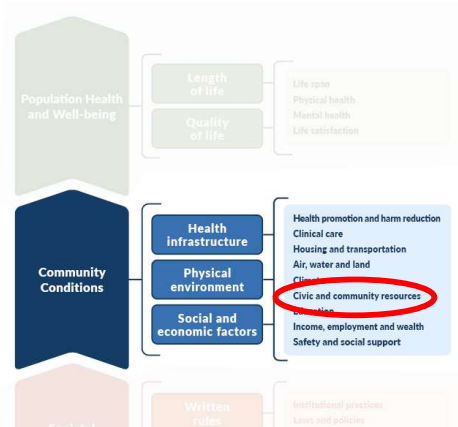 Population Health
and Well-being
Length
of life
Quality
of life
Life span
Physical health
Mental health
Life satisfaction
Community
Conditions
Health
infrastructure
Physical
environment
Social and
economic factors
Health promotion and harm reduction
Clinical care
Housing and transportation
Air, water and land
Civic and community resources
Education
Income, employment and wealth
Safety and social support
Societal
Written
rules
Institutional practices
Laws and policies